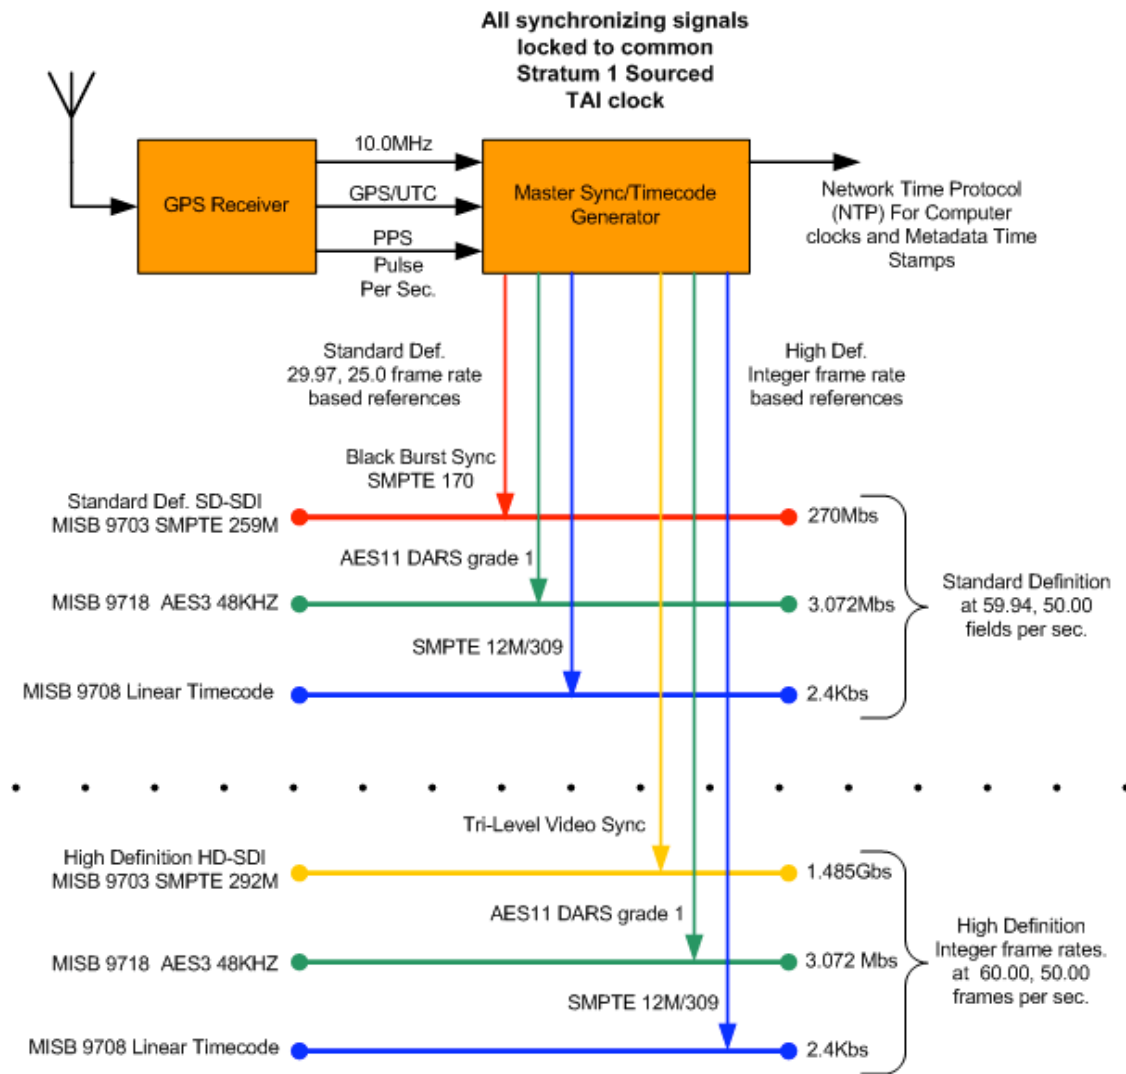 All synchronizing signals
locked to common
Stratum 1 Sourced
TAI clock
GPS Receiver
10.0MHz
GPS/UTC
PPS
Pulse
Per Sec.
Master Sync/Timecode
Generator
Network Time Protocol
(NTP) For Computer
clocks and Metadata Time
Stamps
Standard Def.
29.97, 25.0 frame rate
based references
High Def.
Integer frame rate
based references
Black Burst Sync
SMPTE 170
Standard Def. SD-SDI
MISB 9703 SMPTE 259M
270Mbs
AES11 DARS grade 1
MISB 9718  AES3 48KHZ
3.072Mbs
Standard Definition
at 59.94, 50.00
fields per sec.
SMPTE 12M/309
MISB 9708 Linear Timecode
2.4Kbs
Tri-Level Video Sync
High Definition HD-SDI
MISB 9703 SMPTE 292M
1.485Gbs
AES11 DARS grade 1
MISB 9718  AES3 48KHZ
3.072 Mbs
High Definition
Integer frame rates.
at  60.00, 50.00
frames per sec.
SMPTE 12M/309
MISB 9708 Linear Timecode
2.4Kbs